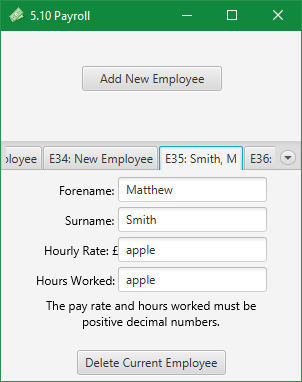 5.10 Payroll
Add New Employee
ployee E34: New Employee E35: Smith, M E36:
Forename: Matthew
Surname: Smith
Hourly Rate: £ apple
Hours Worked: apple
The pay rate and hours worked must be
positive decimal numbers.
Delete Current Employee